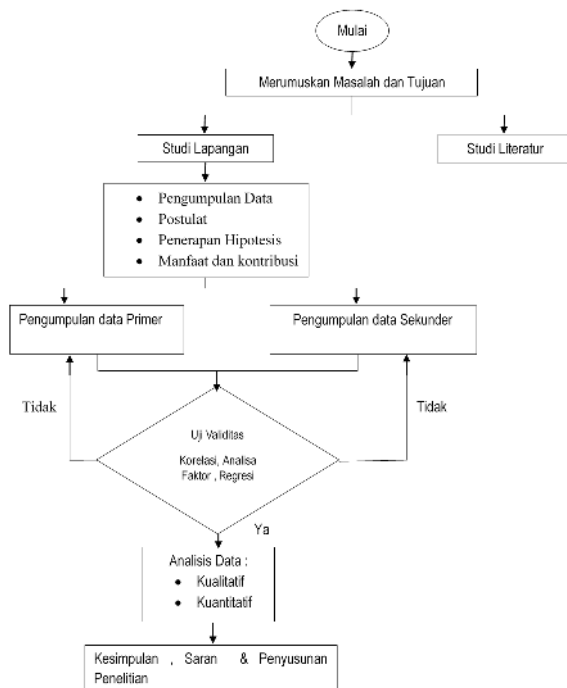 Mulai
Merumuskan Masalah dan Tujuan
Studi Lapangan
Studi Literatur
• Pengumpulan Data
• Postulat
• Penerapan Hipotesis
• Manfaat dan kontribusi
Pengumpulan data Primer
Pengumpulan data Sekunder
Tidak
Tidak
Uji Validitas
Korelasi, Analisa
Faktor , Regresi
Ya
Analisis Data :
• Kualitatif
• Kuantitatif
Kesimpulan , Saran & Penyusunan
Penelitian